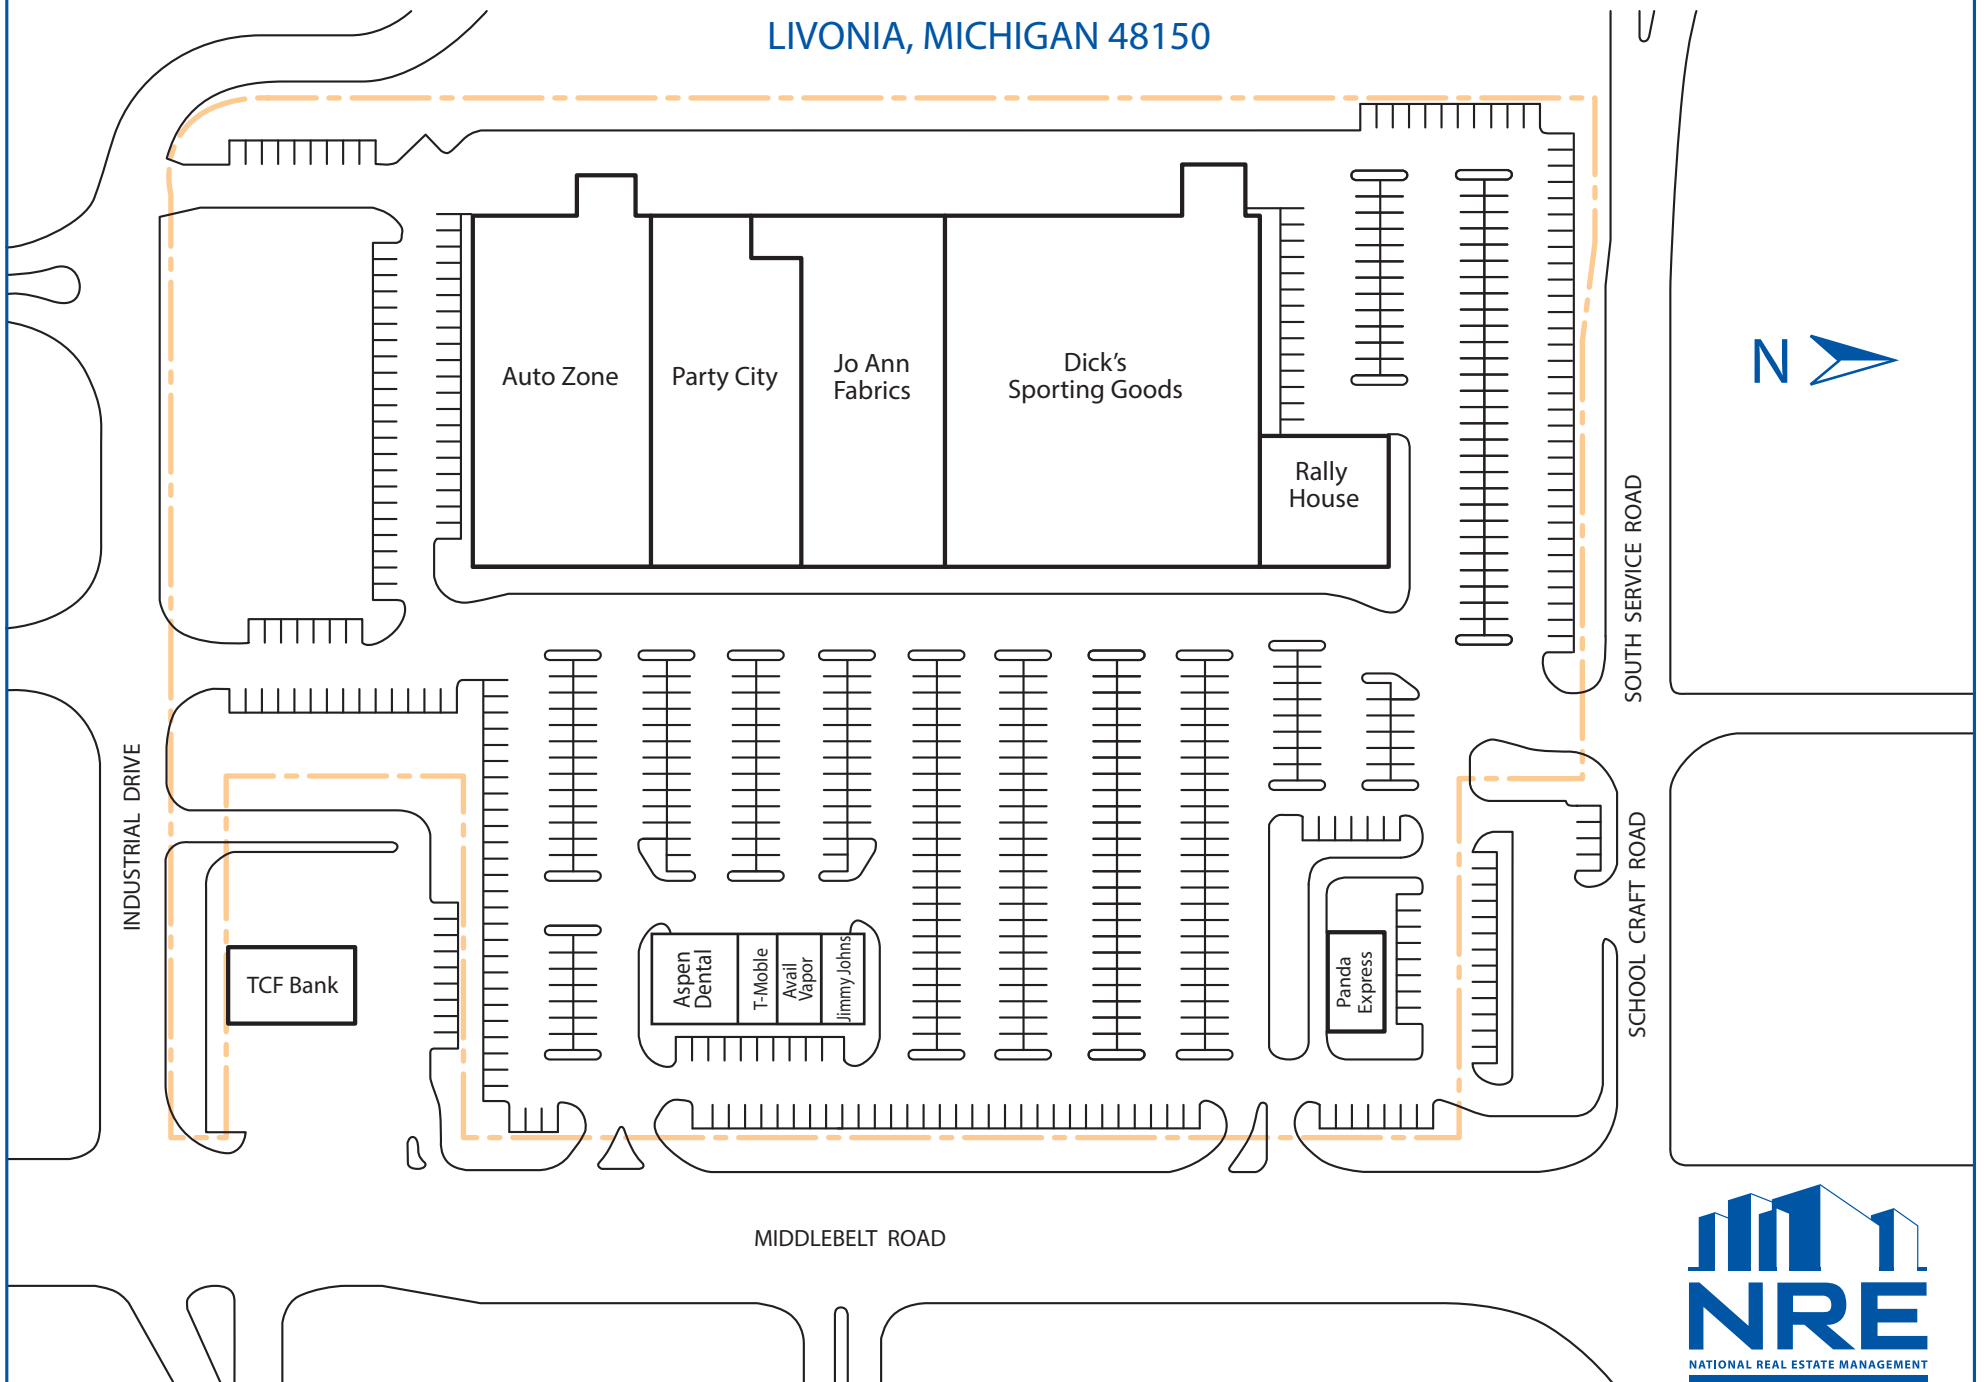 LIVONIA, MICHIGAN 48150
N
Auto Zone
Party City
Jo Ann
Fabrics
Dick's
Sporting Goods
Rally
House
SOUTH SERVICE ROAD
INDUSTRIAL DRIVE
SCHOOL CRAFT ROAD
TCF Bank
Aspen
Dental
T-Moble
Avail
Vapor
Jimmy Johns
Panda
Express
MIDDLEBELT ROAD
NRE
NATIONAL REAL ESTATE MANAGEMENT